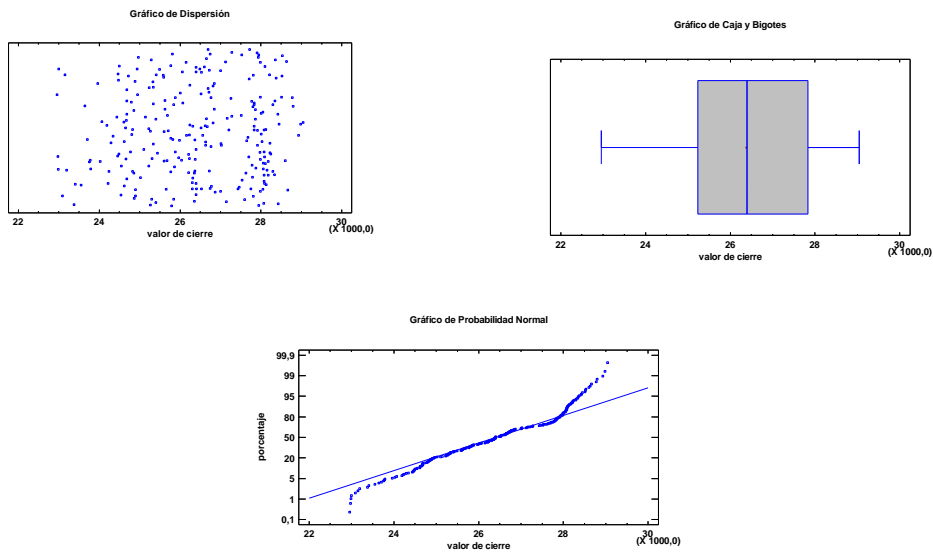 Gráfico de Dispersión
22 24 26 28 30
(X 1000,0)
valor de cierre
Gráfico de Caja y Bigotes
22 24 26 28 30
(X 1000,0)
valor de cierre
Gráfico de Probabilidad Normal
porcentaje
99,9
99
95
80
50
20
5
1
0,1
22 24 26 28 30
(X 1000,0)
valor de cierre